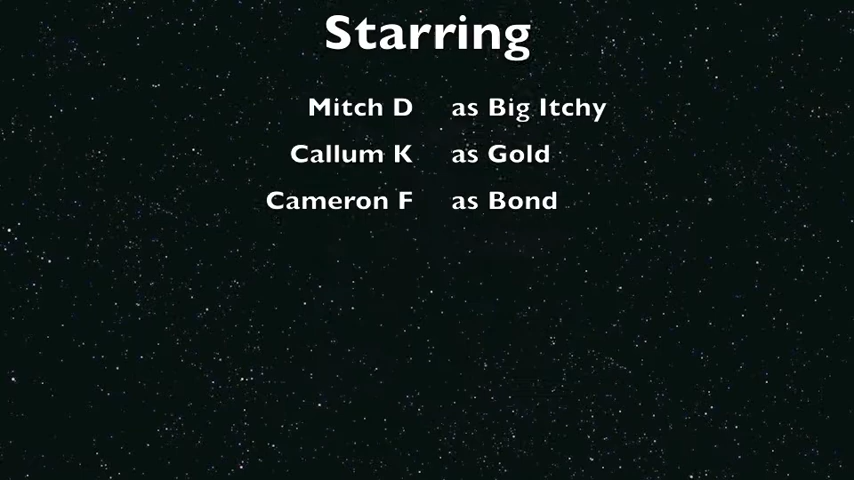 Starring
Mitch D as Big Itchy
Callum K as Gold
Cameron F as Bond